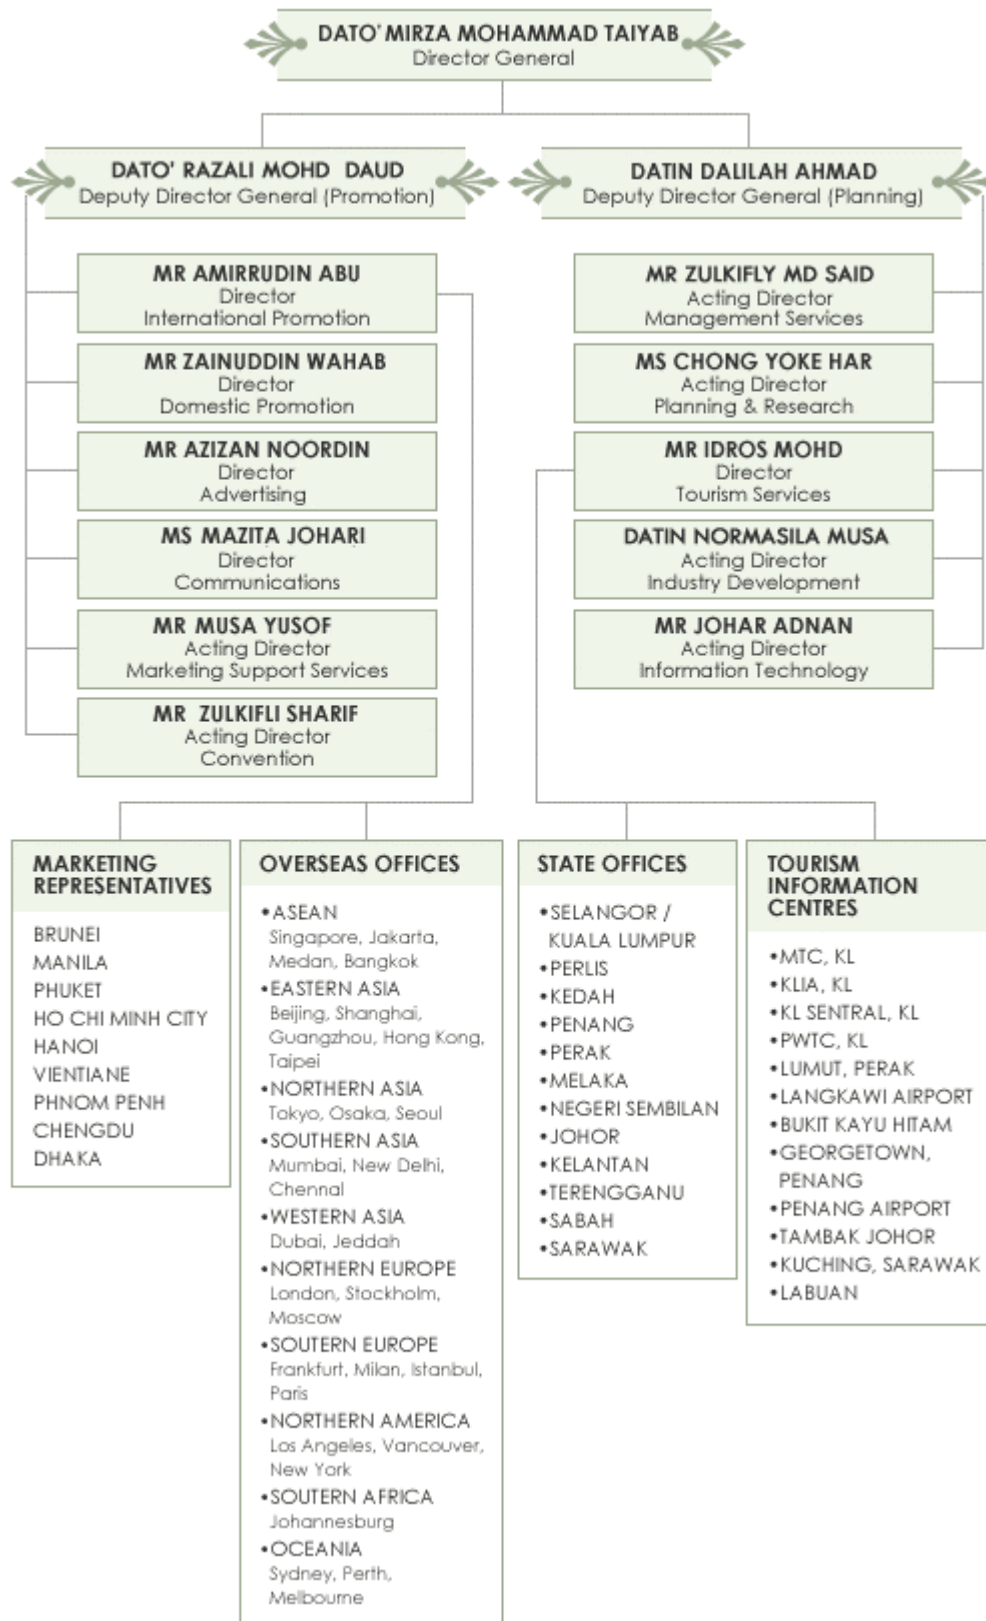 DATO' MIRZA MOHAMMAD TAIYAB
Director General
DATO' RAZALI MOHD DAUD
Deputy Director General (Promotion)
DATIN DALILAH AHMAD
Deputy Director General (Planning)
MR AMIRRUDIN ABU
Director
International Promotion
MR ZAINUDDIN WAHAB
Director
Domestic Promotion
MR AZIZAN NOORDIN
Director
Advertising
MS MAZITA JOHARI
Director
Communications
MR MUSA YUSOF
Acting Director
Marketing Support Services
MR ZULKIFLI SHARIF
Acting Director
Convention
MR ZULKIFLY MD SAID
Acting Director
Management Services
MS CHONG YOKE HAR
Acting Director
Planning & Research
MR IDROS MOHD
Director
Tourism Services
DATIN NORMASILA MUSA
Acting Director
Industry Development
MR JOHAR ADNAN
Acting Director
Information Technology
MARKETING
REPRESENTATIVES
BRUNEI
MANILA
PHUKET
HO CHI MINH CITY
HANOI
VIENTIANE
PHNOM PENH
CHENGDU
DHAKA
OVERSEAS OFFICES
•ASEAN
Singapore, Jakarta,
Medan, Bangkok
•EASTERN ASIA
Beijing, Shanghai,
Guangzhou, Hong Kong,
Taipei
•NORTHERN ASIA
Tokyo, Osaka, Seoul
•SOUTHERN ASIA
Mumbai, New Delhi,
Chennal
•WESTERN ASIA
Dubai, Jeddah
•NORTHERN EUROPE
London, Stockholm,
Moscow
•SOUTERN EUROPE
Frankfurt, Milan, Istanbul,
Paris
•NORTHERN AMERICA
Los Angeles, Vancouver,
New York
•SOUTERN AFRICA
Johannesburg
•OCEANIA
Sydney, Perth,
Melbourne
STATE OFFICES
•SELANGOR /
KUALA LUMPUR
•PERLIS
•KEDAH
•PENANG
•PERAK
•MELAKA
•NEGERI SEMBILAN
•JOHOR
•KELANTAN
•TERENGGANU
•SABAH
•SARAWAK
TOURISM
INFORMATION
CENTRES
•MTC, KL
•KLIA, KL
•KL SENTRAL, KL
•PWTC, KL
•LUMUT, PERAK
•LANGKAWI AIRPORT
•BUKIT KAYU HITAM
•GEORGETOWN,
PENANG
•PENANG AIRPORT
•TAMBAK JOHOR
•KUCHING, SARAWAK
•LABUAN